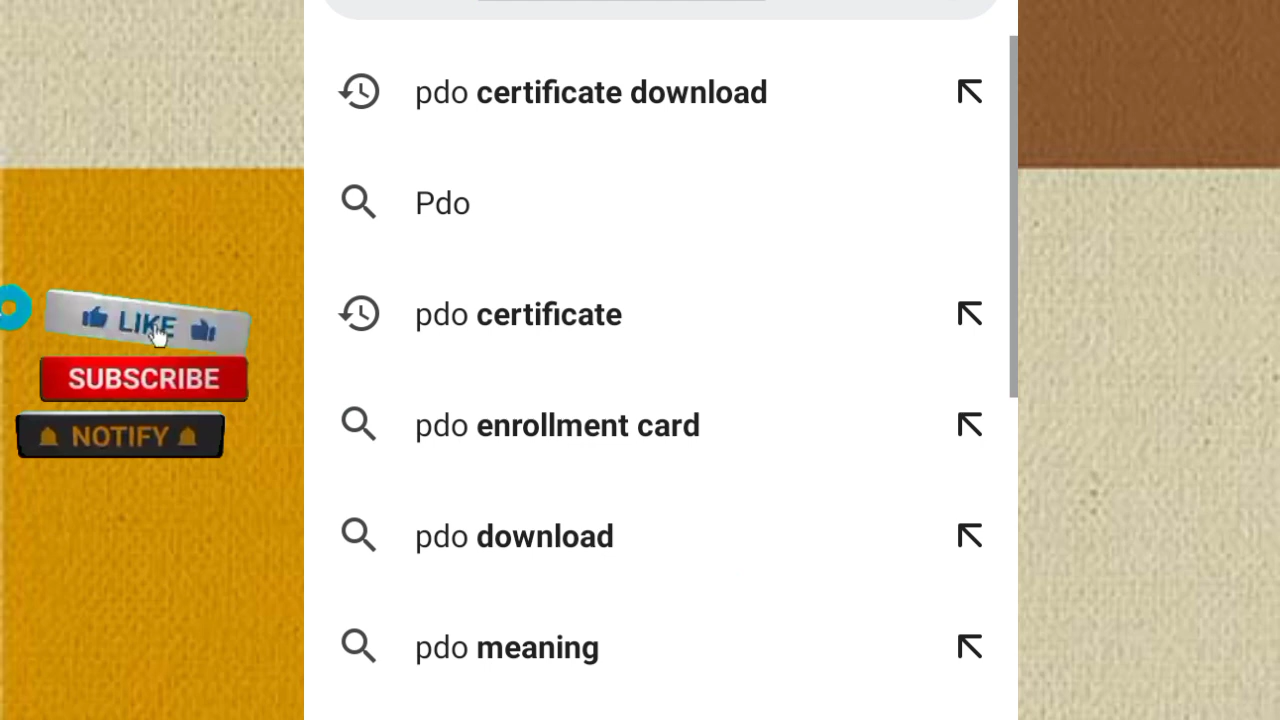 pdo certificate download
Pdo
pdo certificate
pdo enrollment card
pdo download
pdo meaning
LIKE
SUBSCRIBE
NOTIFY